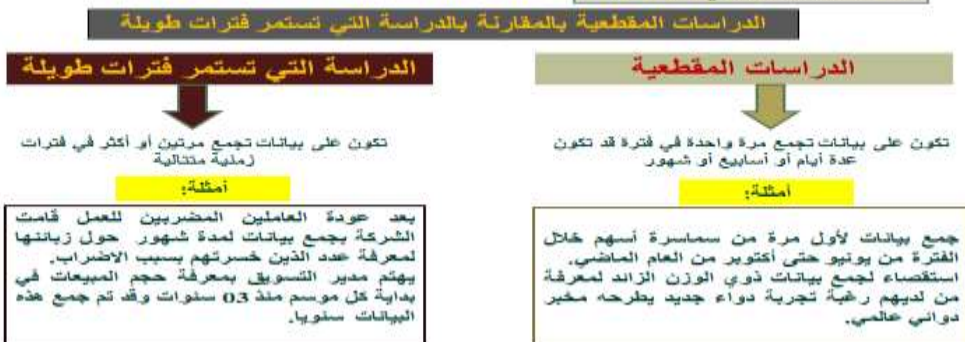 الدراسات المقطعية بالمقارنة بالدراسة التي تستمر فترات طويلة
الدراسات المقطعية
تكون على بيانات تجمع مرة واحدة في فترة قد تكون
عدة أيام أو أسابيع أو شهور
أمثلة:
جمع بيانات لأول مرة من سماسرة أسهم خلال
الفترة من يونيو حتى أكتوبر من العام الماضي.
استقصاء لجمع بيانات ذوي الوزن الزائد لمعرفة
من لديهم رغبة تجربة دواء جديد يطرحه مخبر
دوائي عالمي.
الدراسة التي تستمر فترات طويلة
تكون على بيانات تجمع مرتين أو أكثر في فترات
زمنية متتالية
أمثلة:
بعد عودة العاملين المضربين للعمل قامت
الشركة بجمع بيانات لمدة شهور حول زبائنها
لمعرفة عدد الذين خسرتهم بسبب الاضراب.
يهتم مدير التسويق بمعرفة حجم المبيعات في
بداية كل موسم منذ 03 سنوات وقد تم جمع هذه
البيانات سنويا.